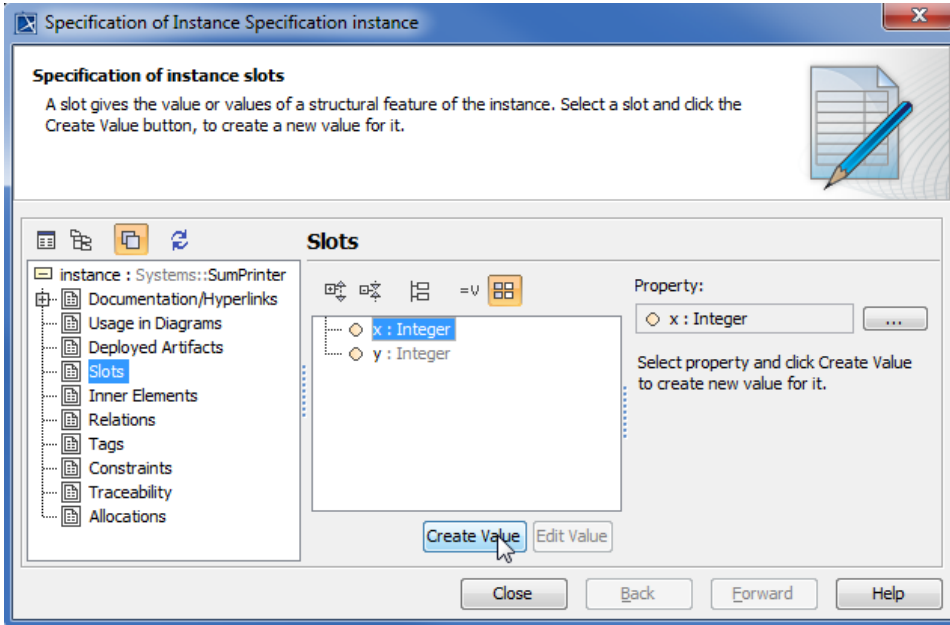 Specification of Instance Specification instance
Specification of instance slots
A slot gives the value or values of a structural feature of the instance. Select a slot and click the
Create Value button, to create a new value for it.
Slots
instance : Systems::SumPrinter
Documentation/Hyperlinks
Usage in Diagrams
Deployed Artifacts
Slots
Inner Elements
Relations
Tags
Constraints
Traceability
Allocations
=v
x : Integer
y : Integer
Create Value
Edit Value
Property:
x : Integer
...
Select property and click Create Value
to create new value for it.
Close
Back
Forward
Help